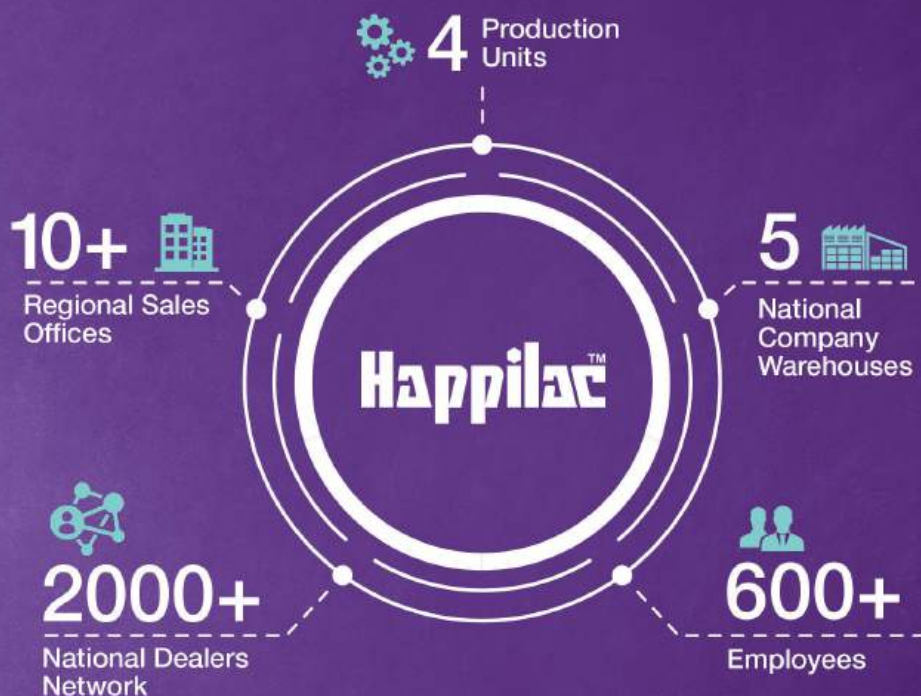 4 Production
Units
10+
Regional Sales
Offices
5
National
Company
Warehouses
Happilac™
2000+
National Dealers
Network
600+
Employees